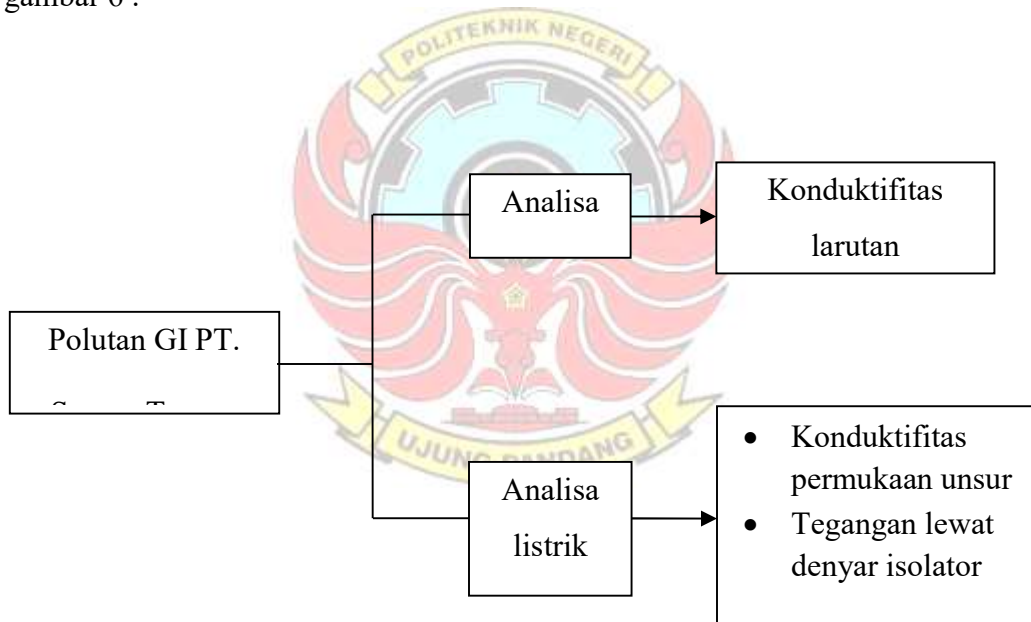 gambar 6 :
POLITEKNIK NEGERI
Analisa
Konduktifitas
larutan
Polutan GI PT.
UJUNG PANDANG
Analisa
listrik
• Konduktifitas
permukaan unsur
• Tegangan lewat
denyar isolator